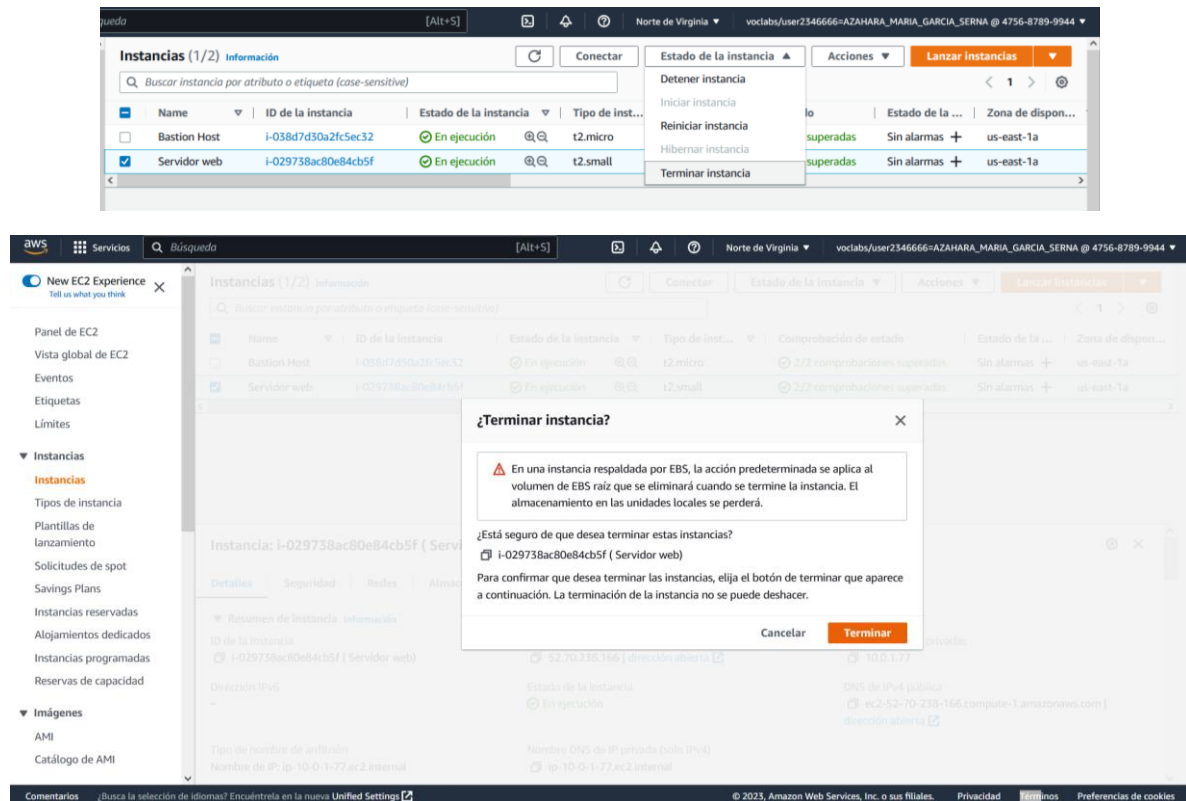 queda [Alt+S] Norte de Virginia ▼ voclabs/user2346666=AZAHARA_MARIA_GARCIA_SERNA @ 4756-8789-9944 ▼
Instancias (1/2) Información Conectar Estado de la instancia ▲ Acciones ▼ Lanzar instancias ▼
Buscar instancia por atributo o etiqueta (case-sensitive) < 1 >
Name ID de la instancia Estado de la instancia Tipo de inst... lo Estado de la ... Zona de dispon...
Bastion Host i-038d7d30a2fc5ec32 En ejecución t2.micro superadas Sin alarmas + us-east-1a
Servidor web i-029738ac80e84cb5f En ejecución t2.small superadas Sin alarmas + us-east-1a
Detener instancia
Iniciar instancia
Reiniciar instancia
Hibernar instancia
Terminar instancia
aws Servicios Búsqueda [Alt+S] Norte de Virginia ▼ voclabs/user2346666=AZAHARA_MARIA_GARCIA_SERNA @ 4756-8789-9944 ▼
New EC2 Experience
Tell us what you think
Panel de EC2
Vista global de EC2
Eventos
Etiquetas
Límites
Instancias
Instancias
Tipos de instancia
Plantillas de
lanzamiento
Solicitudes de spot
Savings Plans
Instancias reservadas
Alojamientos dedicados
Instancias programadas
Reservas de capacidad
Imágenes
AMI
Catálogo de AMI
Instancias (1/2) Información Conectar Estado de la instancia ▼ Acciones ▼ Lanzar instancias ▼
Buscar instancia por atributo o etiqueta (case-sensitive) < 1 >
Name ID de la instancia Estado de la instancia Tipo de inst... Comprobación de estado Estado de la ... Zona de dispon...
Bastion Host i-038d7d30a2fc5ec32 En ejecución t2.micro 2/2 comprobaciones superadas Sin alarmas + us-east-1a
Servidor web i-029738ac80e84cb5f En ejecución t2.small 2/2 comprobaciones superadas Sin alarmas + us-east-1a
¿Terminar instancia?
En una instancia respaldada por EBS, la acción predeterminada se aplica al
volumen de EBS raíz que se eliminará cuando se termine la instancia. El
almacenamiento en las unidades locales se perderá.
¿Está seguro de que desea terminar estas instancias?
i-029738ac80e84cb5f ( Servidor web)
Para confirmar que desea terminar las instancias, elija el botón de terminar que aparece
a continuación. La terminación de la instancia no se puede deshacer.
Cancelar Terminar
Instancia: i-029738ac80e84cb5f ( Servi
Detalles Seguridad Redes Almac
Resumen de instancia Información
ID de la instancia privadas
i-029738ac80e84cb5f ( Servidor web) 52.70.238.166 | dirección abierta 10.0.1.77
Dirección IPv6 Estado de la instancia DNS de IPv4 pública
– En ejecución ec2-52-70-238-166.compute-1.amazonaws.com |
dirección abierta
Tipo de nombre de anfitrión Nombre DNS de IP privada (solo IPv4)
Nombre de IP: ip-10-0-1-77.ec2.internal ip-10-0-1-77.ec2.internal
Comentarios ¿Busca la selección de idiomas? Encuéntrela en la nueva Unified Settings © 2023, Amazon Web Services, Inc. o sus filiales. Privacidad Términos Preferencias de cookies